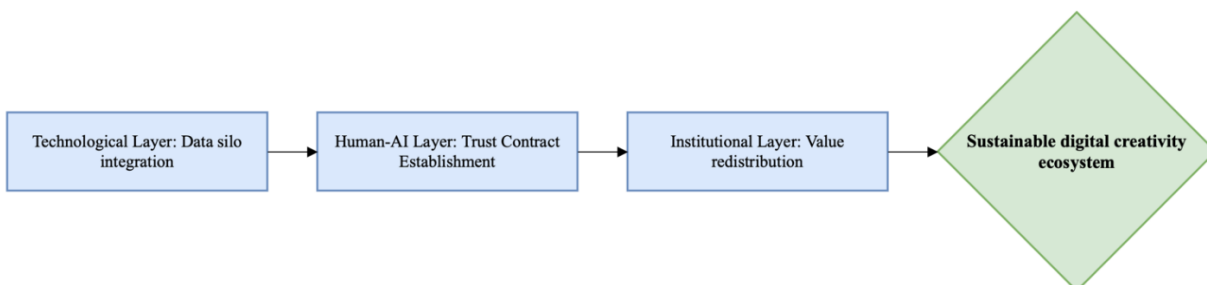 Technological Layer: Data silo
integration
Human-AI Layer: Trust Contract
Establishment
Institutional Layer: Value
redistribution
Sustainable digital creativity
ecosystem